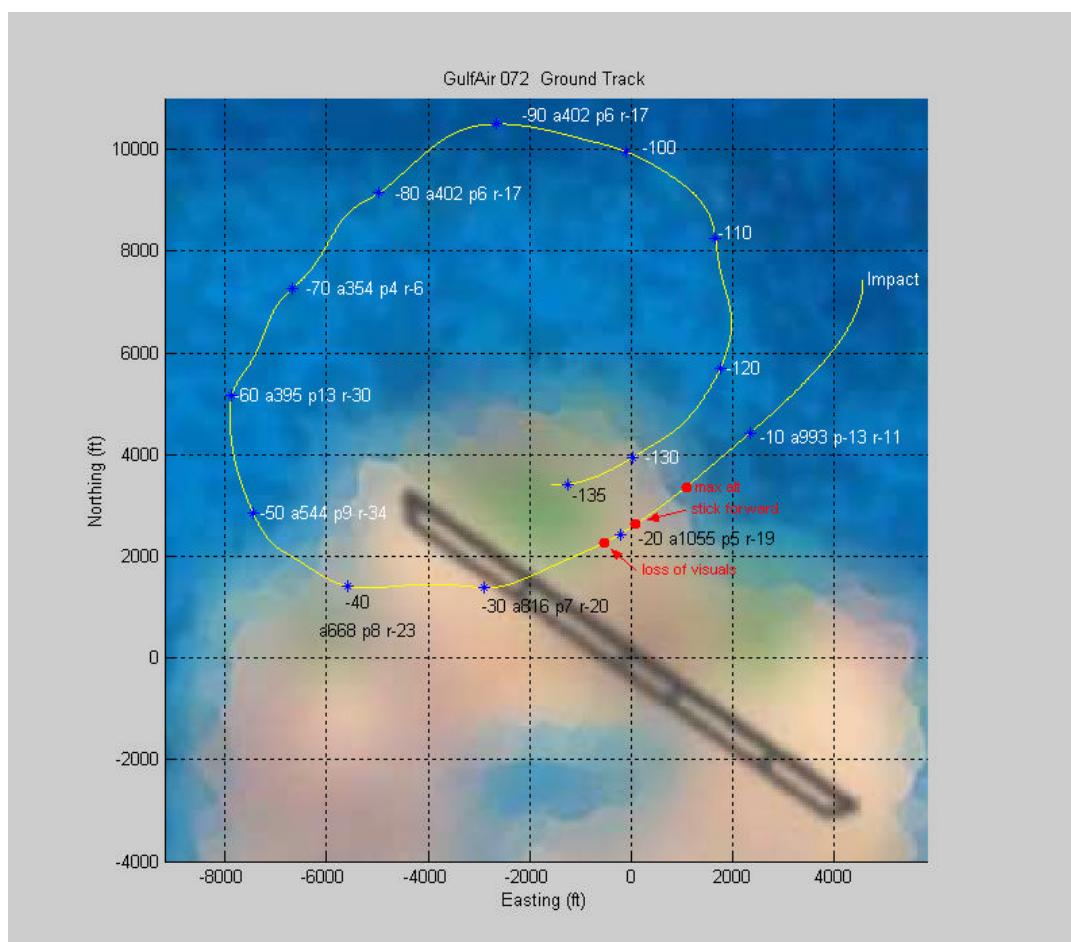 GulfAir 072 Ground Track
-90 a402 p6 r-17
10000
-100
-80 a402 p6 r-17
-110
8000
Impact
-70 a354 p4 r-6
6000
-120
-60 a395 p13 r-30
-10 a993 p-13 r-11
4000
-130
max alt
-135
stick forward
-50 a544 p9 r-34
-20 a1055 p5 r-19
2000
loss of visuals
-40
-30 a816 p7 r-20
a668 p8 r-23
0
-2000
-4000
Northing (ft)
-8000 -6000 -4000 -2000 0 2000 4000
Easting (ft)